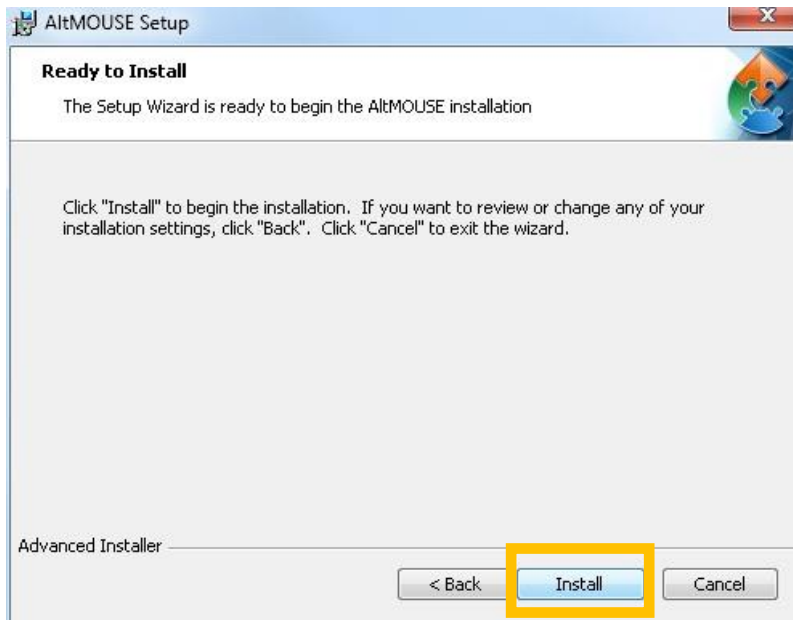 AltMOUSE Setup
X
Ready to Install
The Setup Wizard is ready to begin the AltMOUSE installation
Click "Install" to begin the installation. If you want to review or change any of your
installation settings, click "Back". Click "Cancel" to exit the wizard.
Advanced Installer
< Back Install Cancel